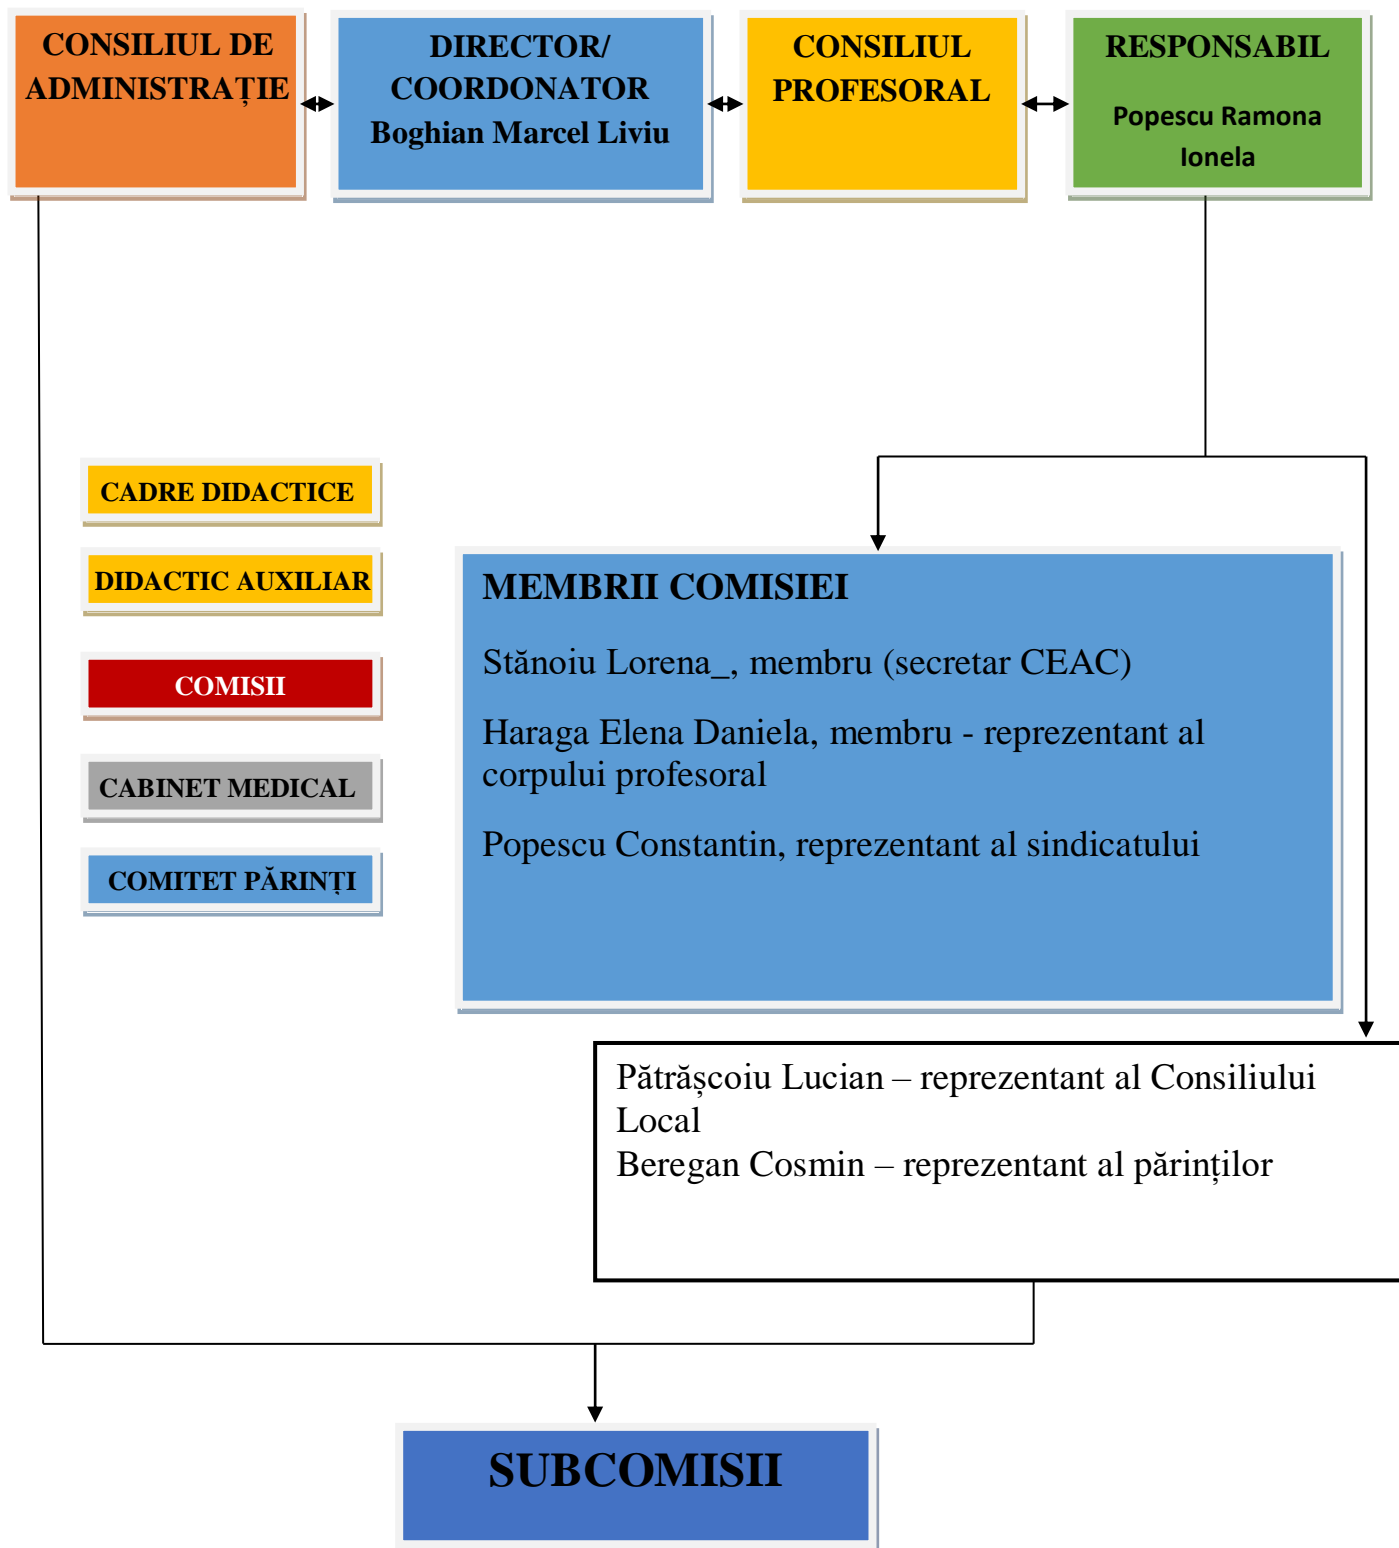 CONSILIUL DE
ADMINISTRAȚIE
DIRECTOR/
COORDONATOR
Boghian Marcel Liviu
CONSILIUL
PROFESORAL
RESPONSABIL
Popescu Ramona
Ionela
CADRE DIDACTICE
DIDACTIC AUXILIAR
COMISII
CABINET MEDICAL
COMITET PĂRINȚI
MEMBRII COMISIEI
Stănoiu Lorena_, membru (secretar CEAC)
Haraga Elena Daniela, membru - reprezentant al
corpului profesoral
Popescu Constantin, reprezentant al sindicatului
Pătrășcoiu Lucian – reprezentant al Consiliului
Local
Beregan Cosmin – reprezentant al părinților
SUBCOMISII